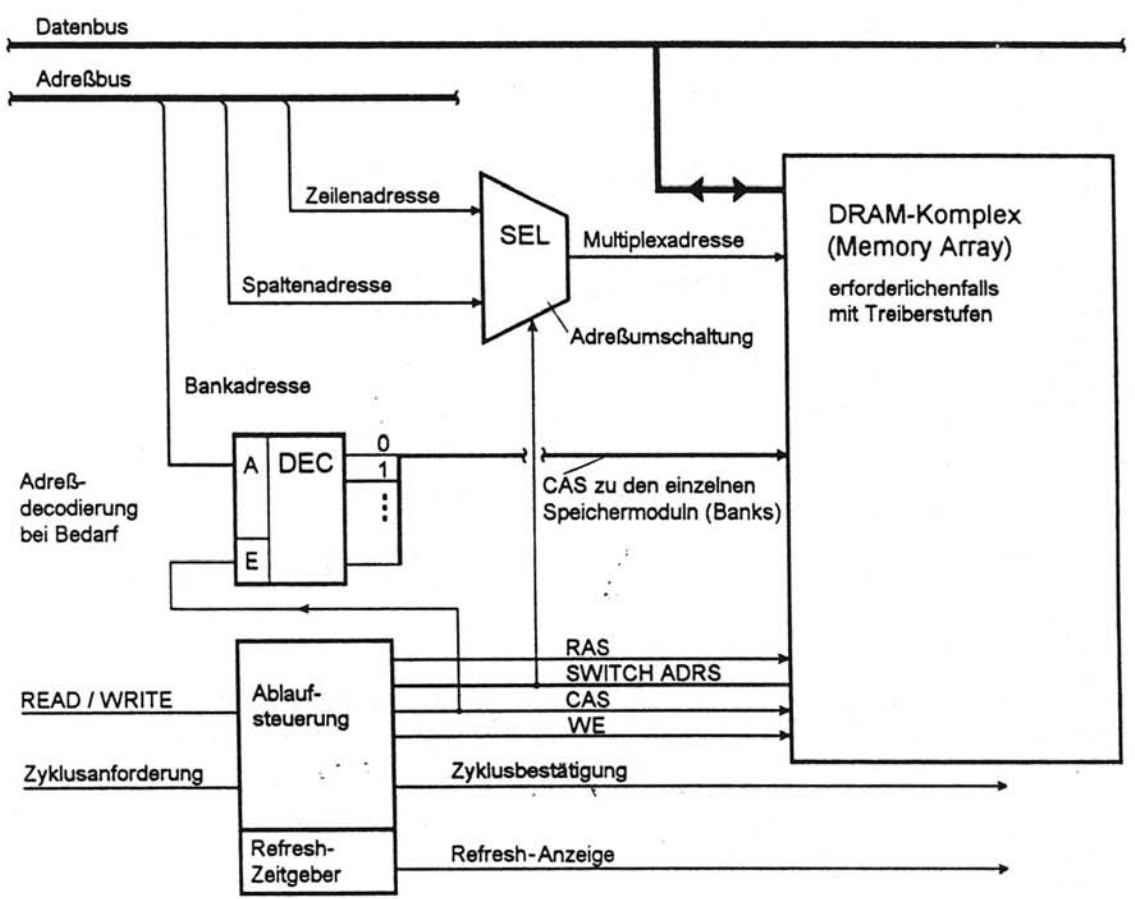 Datenbus
Adreßbus
Zeilenadresse
SEL
Multiplexadresse
DRAM-Komplex
(Memory Array)
erforderlichenfalls
mit Treiberstufen
Spaltenadresse
Adreßumschaltung
Bankadresse
A
DEC
0
1
Adreß-
decodierung
bei Bedarf
E
CAS zu den einzelnen
Speichermoduln (Banks)
RAS
SWITCH ADRS
CAS
WE
READ / WRITE
Ablauf-
steuerung
Zyklusanforderung
Zyklusbestätigung
Refresh-
Zeitgeber
Refresh-Anzeige